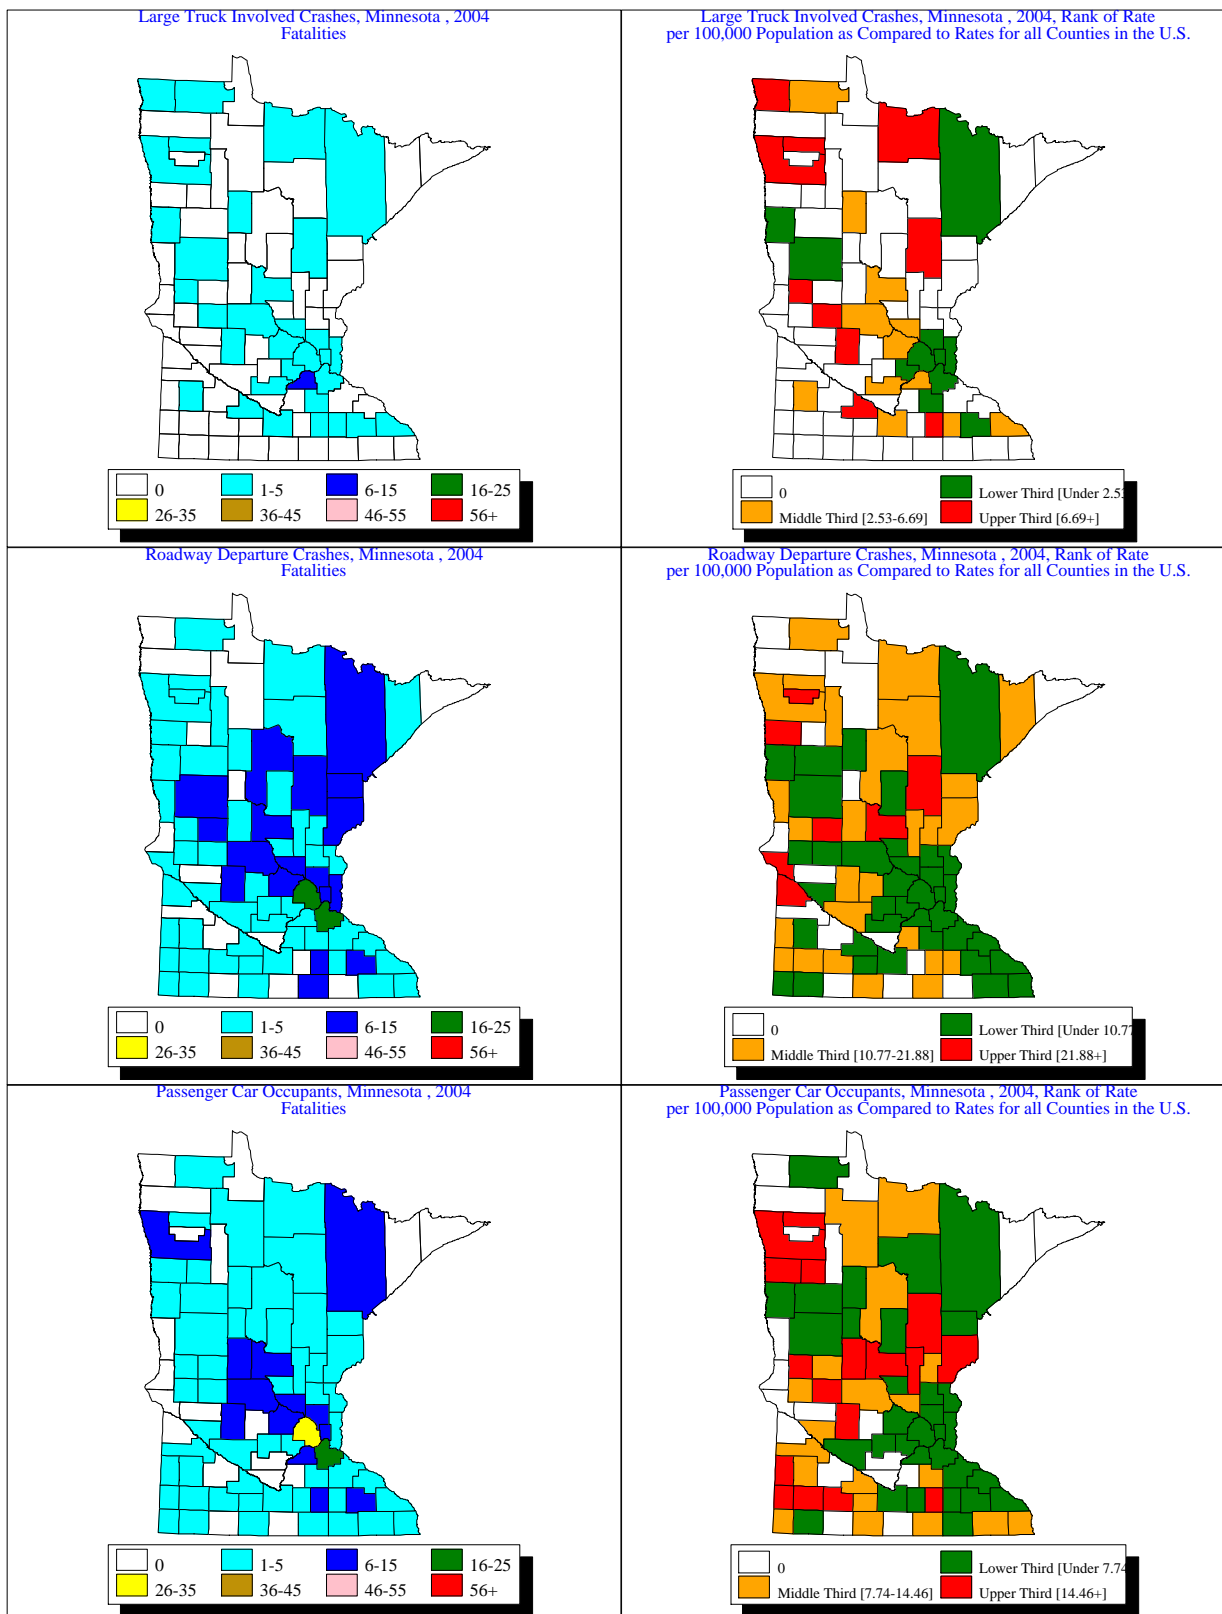 Large Truck Involved Crashes, Minnesota , 2004
Fatalities
0
1-5
6-15
16-25
26-35
36-45
46-55
56+
Large Truck Involved Crashes, Minnesota , 2004, Rank of Rate
per 100,000 Population as Compared to Rates for all Counties in the U.S.
0
Lower Third [Under 2.53
Middle Third [2.53-6.69]
Upper Third [6.69+]
Roadway Departure Crashes, Minnesota , 2004
Fatalities
0
1-5
6-15
16-25
26-35
36-45
46-55
56+
Roadway Departure Crashes, Minnesota , 2004, Rank of Rate
per 100,000 Population as Compared to Rates for all Counties in the U.S.
0
Lower Third [Under 10.77
Middle Third [10.77-21.88]
Upper Third [21.88+]
Passenger Car Occupants, Minnesota , 2004
Fatalities
0
1-5
6-15
16-25
26-35
36-45
46-55
56+
Passenger Car Occupants, Minnesota , 2004, Rank of Rate
per 100,000 Population as Compared to Rates for all Counties in the U.S.
0
Lower Third [Under 7.74
Middle Third [7.74-14.46]
Upper Third [14.46+]